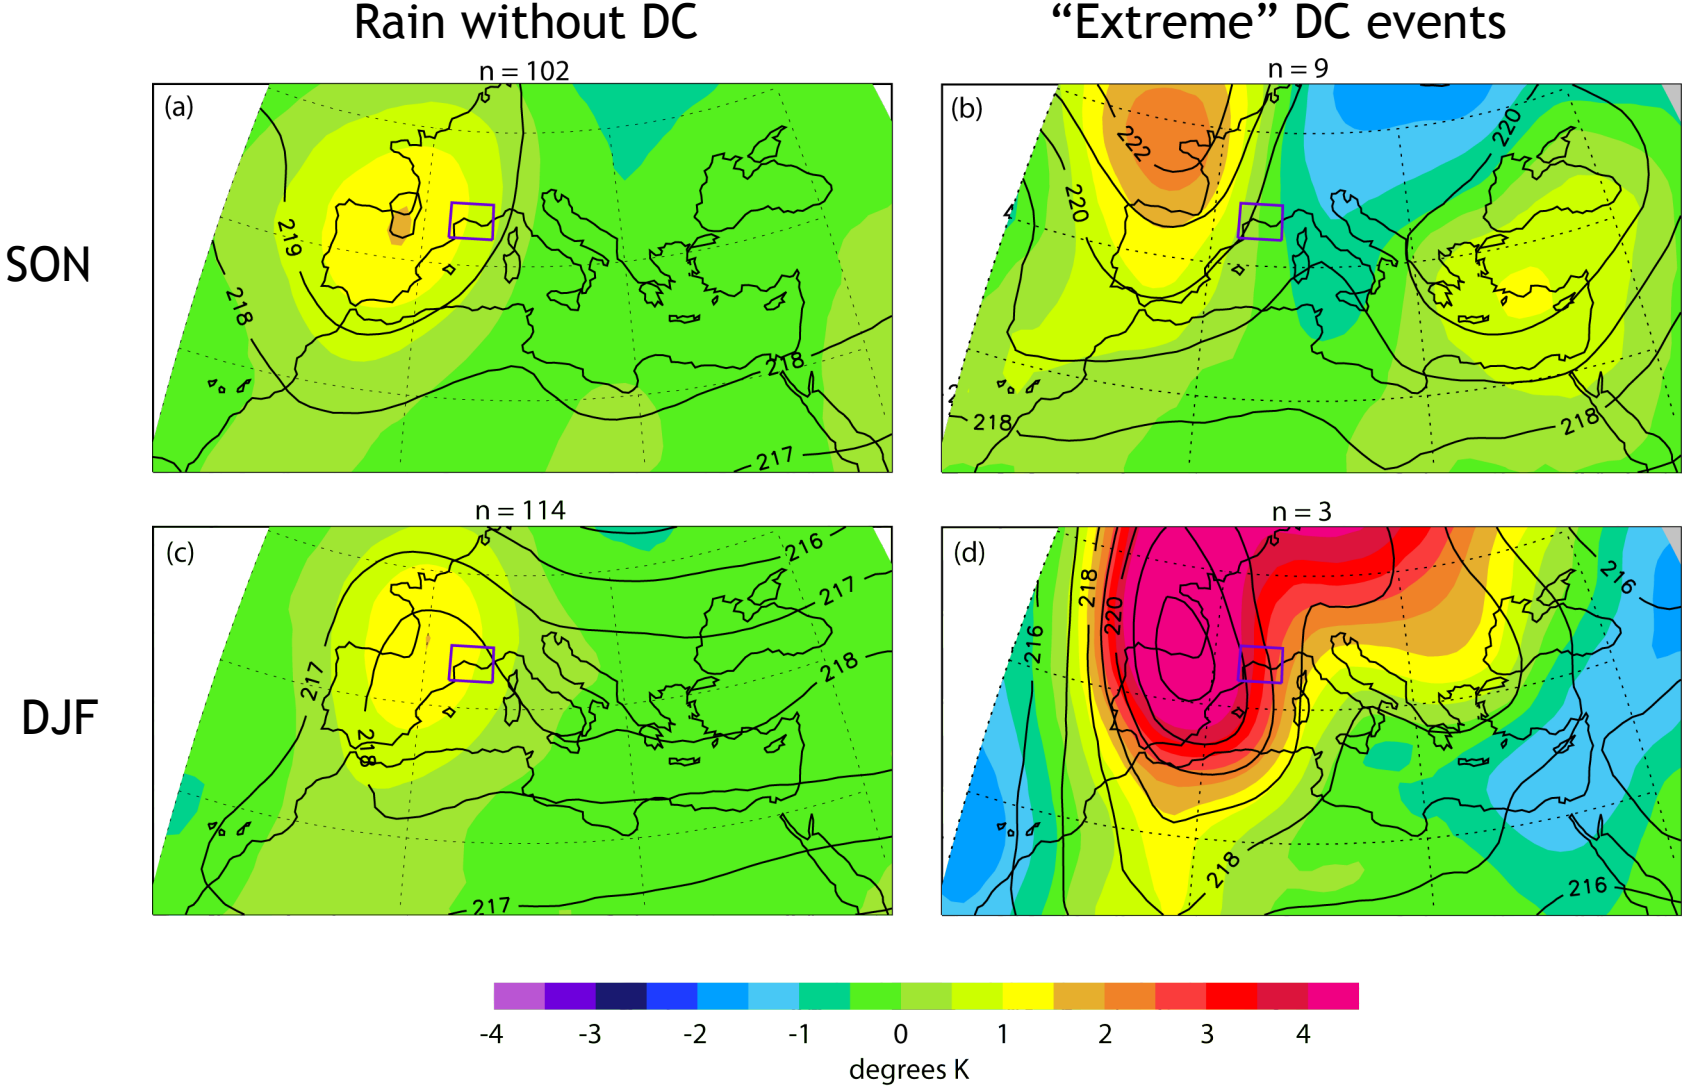 Rain without DC
“Extreme” DC events
n = 102
n = 9
SON
(a)
219
218
218
217
(b)
222
220
220
4
2
218
218
n = 114
n = 3
DJF
(c)
216
217
217
218
218
217
(d)
218
220
216
216
218
216
-4 -3 -2 -1 0 1 2 3 4
degrees K